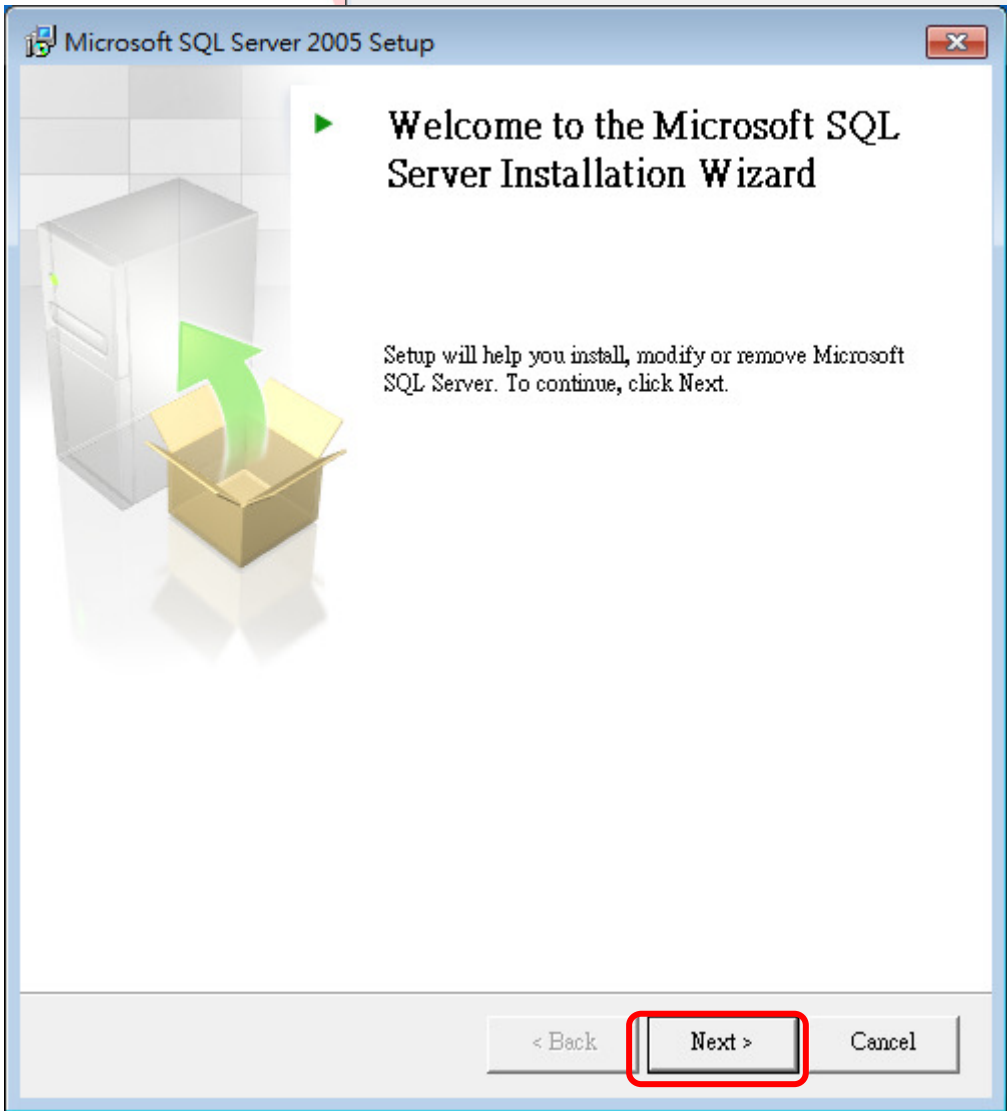 Microsoft SQL Server 2005 Setup
Welcome to the Microsoft SQL
Server Installation Wizard
Setup will help you install, modify or remove Microsoft
SQL Server. To continue, click Next.
< Back Next > Cancel